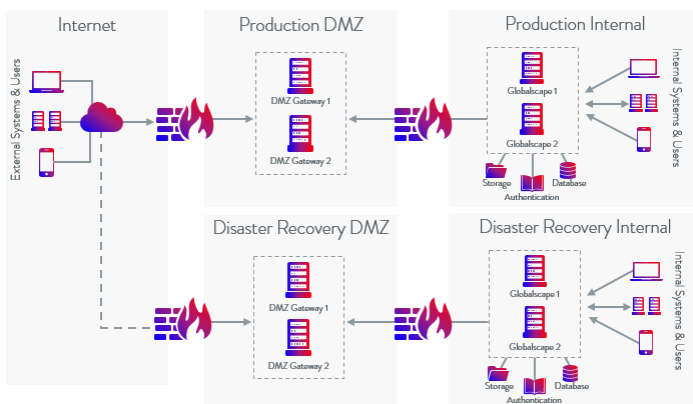 Internet
Production DMZ
Production Internal
External Systems & Users
DMZ Gateway 1
DMZ Gateway 2
Globalscape 1
Globalscape 2
Storage
Authentication
Database
Internal Systems & Users
Disaster Recovery DMZ
Disaster Recovery Internal
DMZ Gateway 1
DMZ Gateway 2
Globalscape 1
Globalscape 2
Storage
Authentication
Database
Internal Systems & Users